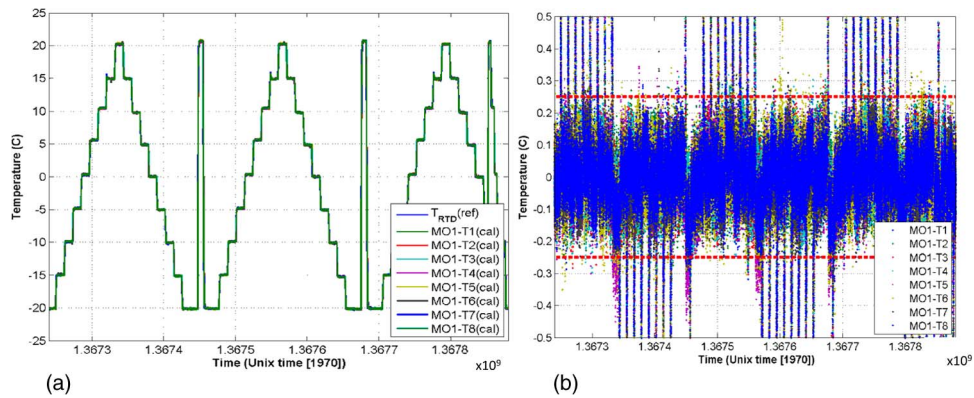 25
20
15
10
5
0
-5
-10
-15
-20
-25
Temperature (C)
T_RTD(ref)
MO1-T1(cal)
MO1-T2(cal)
MO1-T3(cal)
MO1-T4(cal)
MO1-T5(cal)
MO1-T6(cal)
MO1-T7(cal)
MO1-T8(cal)
1.3673 1.3674 1.3675 1.3676 1.3677 1.3678
Time (Unix time [1970])
x10⁹
(a)
0.5
0.4
0.3
0.2
0.1
0
-0.1
-0.2
-0.3
-0.4
-0.5
Temperature (C)
MO1-T1
MO1-T2
MO1-T3
MO1-T4
MO1-T5
MO1-T6
MO1-T7
MO1-T8
1.3673 1.3674 1.3675 1.3676 1.3677 1.3678
Time (Unix time [1970])
x10⁹
(b)